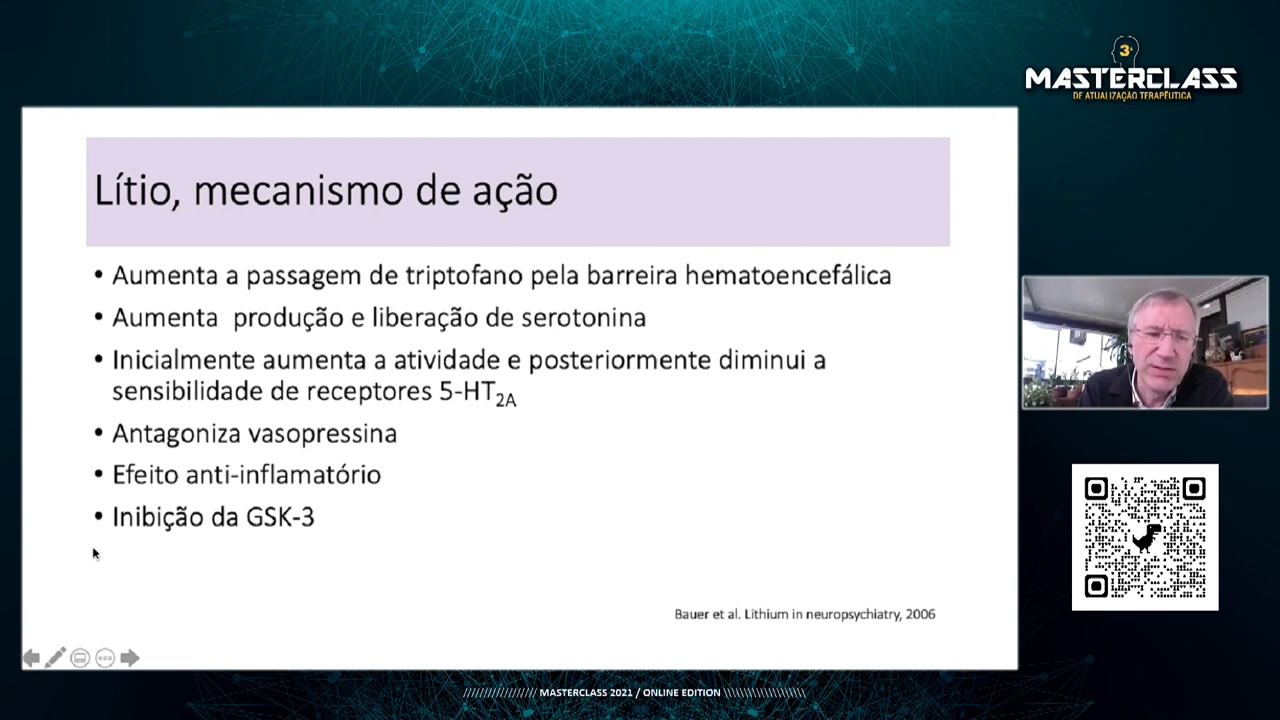 3ª
MASTERCLASS
DE ATUALIZAÇÃO TERAPÊUTICA
Lítio, mecanismo de ação
• Aumenta a passagem de triptofano pela barreira hematoencefálica
• Aumenta produção e liberação de serotonina
• Inicialmente aumenta a atividade e posteriormente diminui a
sensibilidade de receptores 5-HT2A
• Antagoniza vasopressina
• Efeito anti-inflamatório
• Inibição da GSK-3
Bauer et al. Lithium in neuropsychiatry, 2006
/////////////////// MASTERCLASS 2021 / ONLINE EDITION \\\\\\\\\\\\\\\\\\\\\